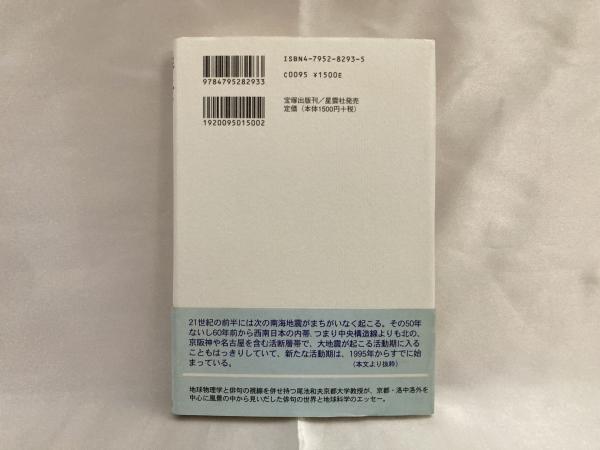 ISBN4-7952-8293-5
C0095 ¥1500E
9784795282933
宝塚出版刊／星雲社発売
定価（本体1500円＋税）
1920095015002
21世紀の前半には次の南海地震がまちがいなく起こる。その50年
ないし60年前から西南日本の内帯、つまり中央構造線よりも北の、
京阪神や名古屋を含む活断層帯で、大地震が起こる活動期に入る
こともはっきりしていて、新たな活動期は、1995年からすでに始
まっている。
（本文より抜粋）
地球物理学と俳句の視線を併せ持つ尾池和夫京都大学教授が、京都・洛中洛外を
中心に風景の中から見いだした俳句の世界と地球科学のエッセー。